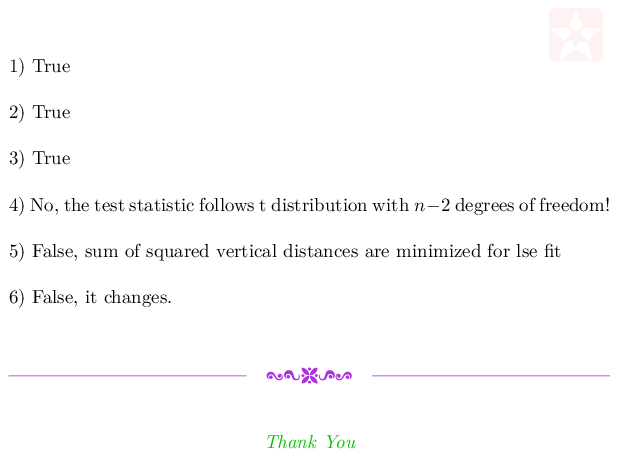 1) True
2) True
3) True
4) No, the test statistic follows t distribution with n−2 degrees of freedom!
5) False, sum of squared vertical distances are minimized for lse fit
6) False, it changes.
Thank You